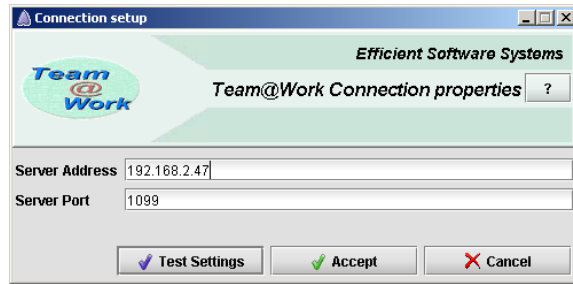 Connection setup
Efficient Software Systems
Team
@
Work
Team@Work Connection properties ?
Server Address 192.168.2.47
Server Port 1099
Test Settings Accept Cancel